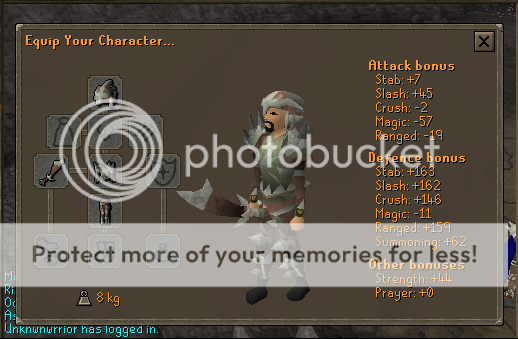 Equip Your Character...
Attack bonus
Stab: +7
Slash: +45
Crush: -2
Magic: -57
Ranged: -19
photobucket
Defence bonus
Stab: +163
Slash: +162
Crush: +146
Magic: -11
Ranged: +159
Summoning: +62
Protect more of your memories for less!
Other bonuses
Strength: +44
Prayer: +0
8 kg
Unknwnurrior has logged in.